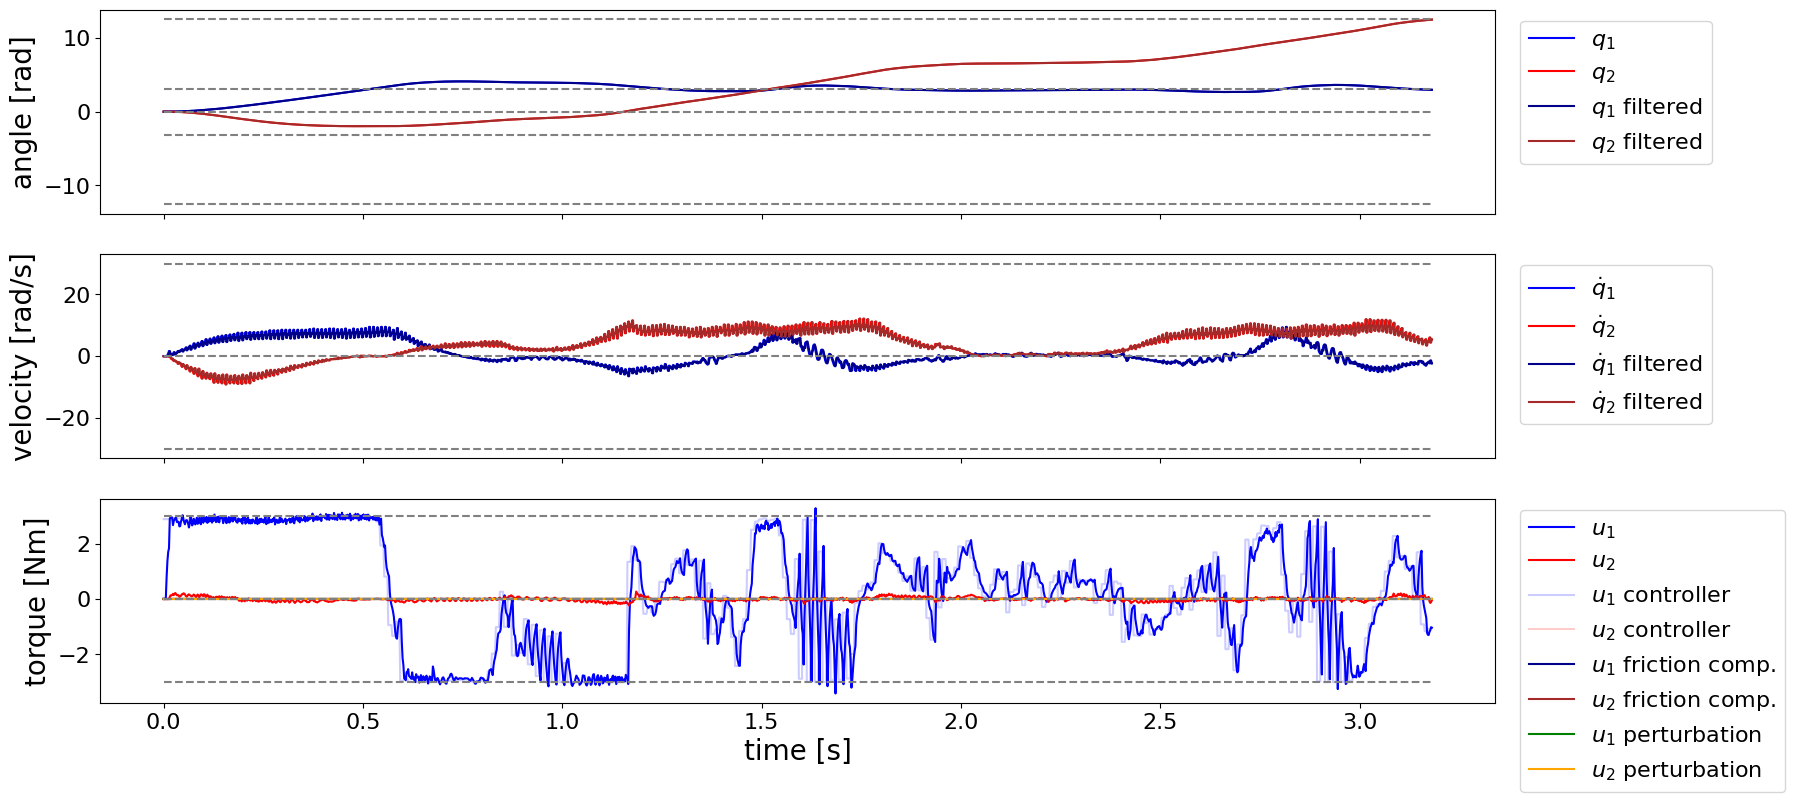 angle [rad]
10
0
−10
q₁
q₂
q₁ filtered
q₂ filtered
velocity [rad/s]
20
0
−20
q̇₁
q̇₂
q̇₁ filtered
q̇₂ filtered
torque [Nm]
2
0
−2
0.0 0.5 1.0 1.5 2.0 2.5 3.0
time [s]
u₁
u₂
u₁ controller
u₂ controller
u₁ friction comp.
u₂ friction comp.
u₁ perturbation
u₂ perturbation